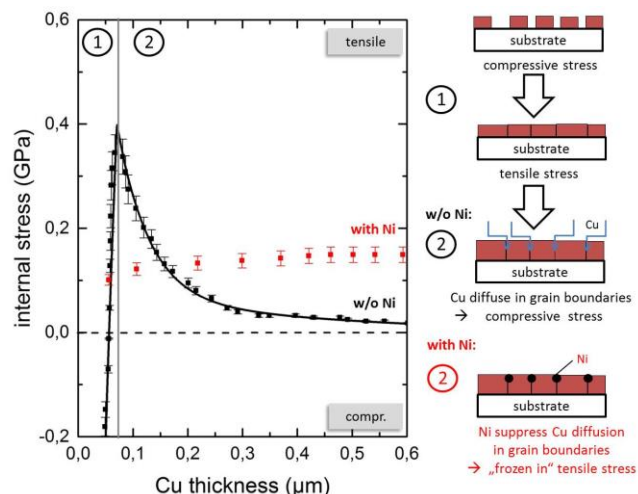 0,6
0,4
0,2
0,0
-0,2
internal stress (GPa)
1
2
tensile
with Ni
w/o Ni
compr.
0,0 0,1 0,2 0,3 0,4 0,5 0,6
Cu thickness (µm)
substrate
compressive stress
1
substrate
tensile stress
w/o Ni:
Cu
2
substrate
Cu diffuse in grain boundaries
→ compressive stress
with Ni:
Ni
2
substrate
Ni suppress Cu diffusion
in grain boundaries
→ „frozen in“ tensile stress